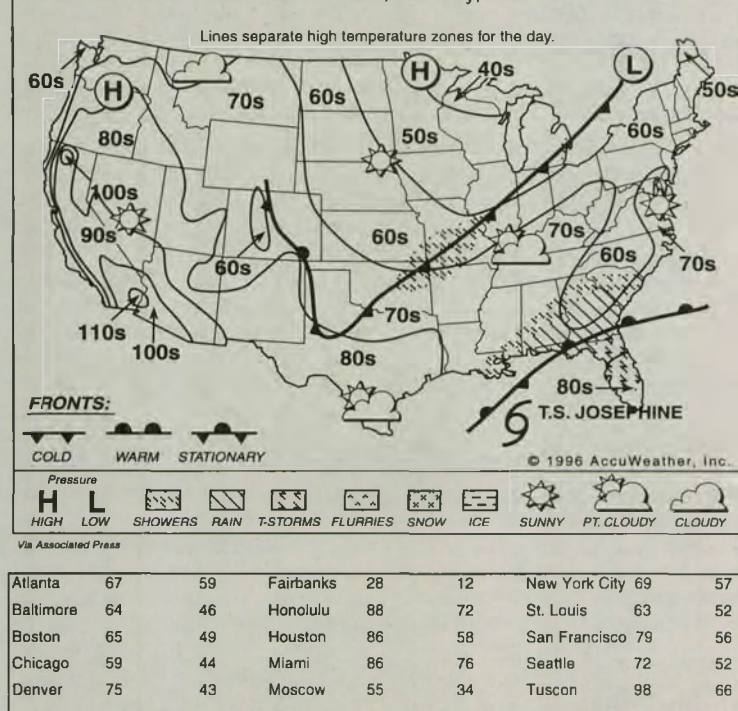 Lines separate high temperature zones for the day.
60s
H
80s
70s
60s
H
40s
50s
L
60s
50s
100s
90s
60s
60s
70s
60s
70s
110s
100s
70s
80s
80s
T.S. JOSEPHINE
FRONTS:
COLD WARM STATIONARY
© 1996 AccuWeather, Inc.
Pressure
H L
HIGH LOW SHOWERS RAIN T-STORMS FLURRIES SNOW ICE SUNNY PT. CLOUDY CLOUDY
Via Associated Press
Atlanta 67 59 Fairbanks 28 12 New York City 69 57
Baltimore 64 46 Honolulu 88 72 St. Louis 63 52
Boston 65 49 Houston 86 58 San Francisco 79 56
Chicago 59 44 Miami 86 76 Seattle 72 52
Denver 75 43 Moscow 55 34 Tuscon 98 66